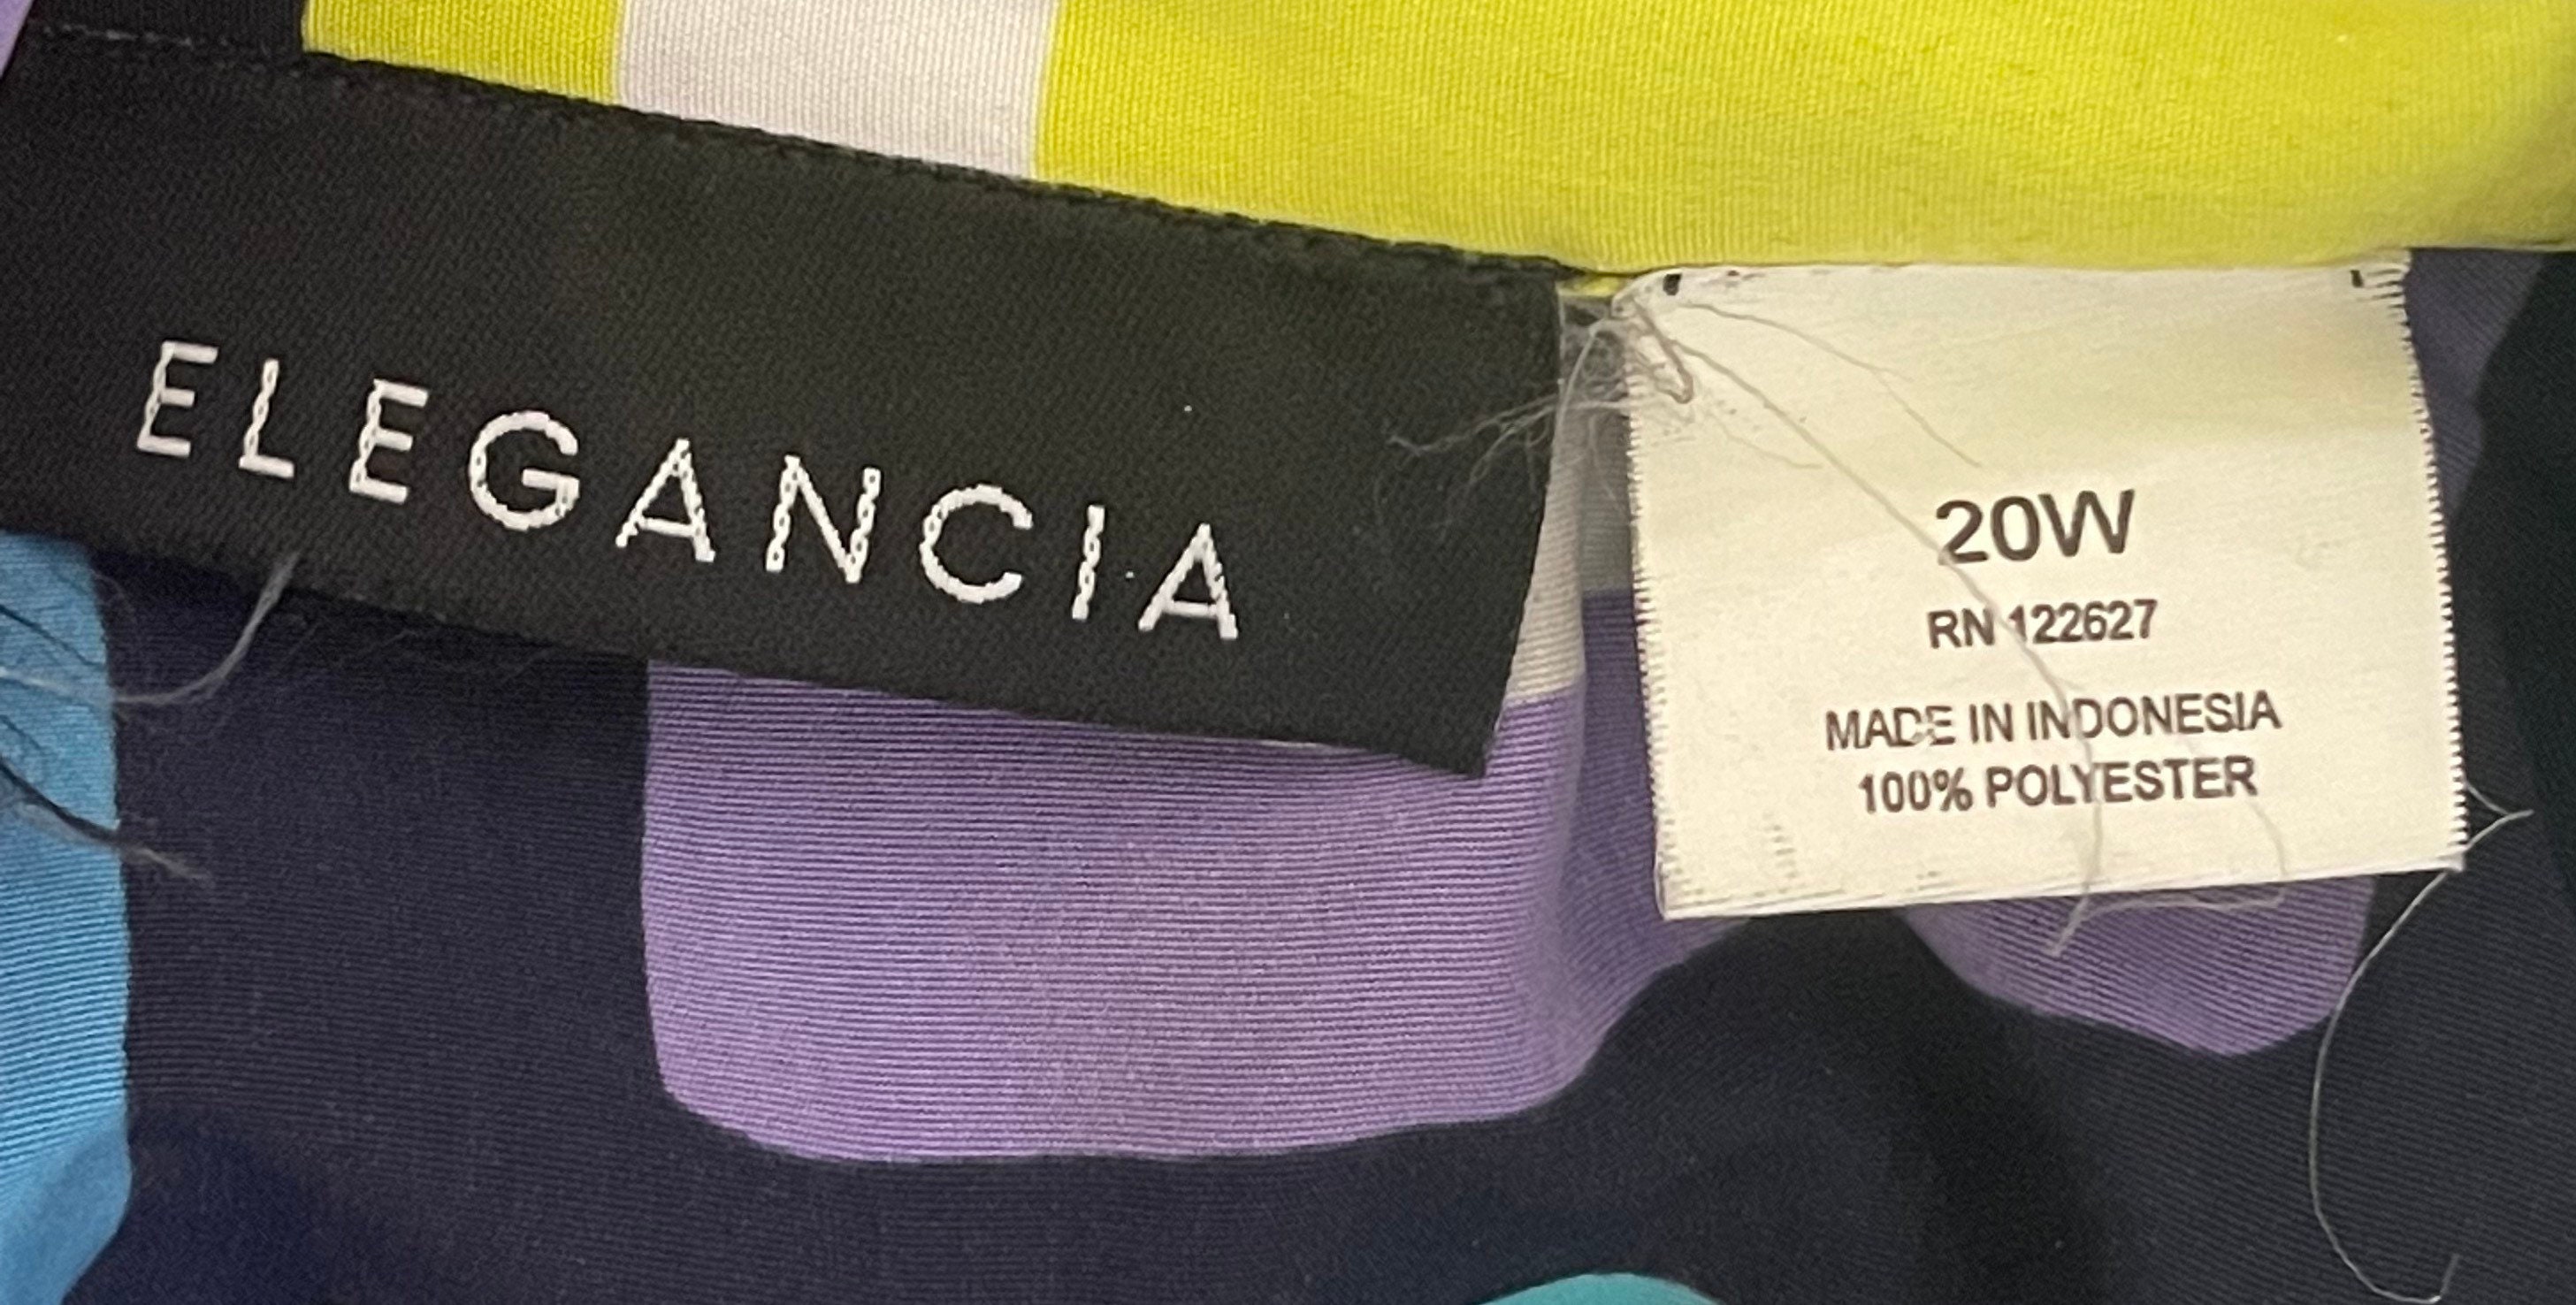 ELEGANCIA
20W
RN 122627
MADE IN INDONESIA
100% POLYESTER